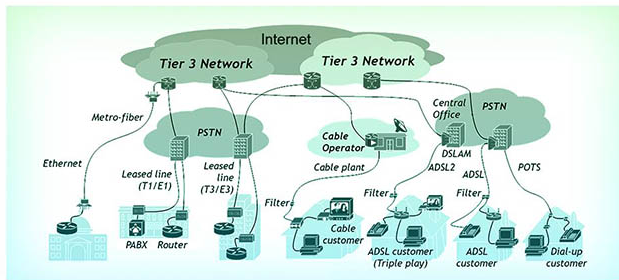 Internet
Tier 3 Network
Tier 3 Network
Metro-fiber
PSTN
Central
Office
PSTN
Ethernet
Leased line
(T1/E1)
Leased
line
(T3/E3)
Cable
Operator
Cable plant
DSLAM
ADSL2
ADSL
POTS
Filter
Filter
Filter
PABX
Router
Cable
customer
ADSL customer
(Triple play)
ADSL
customer
Dial-up
customer